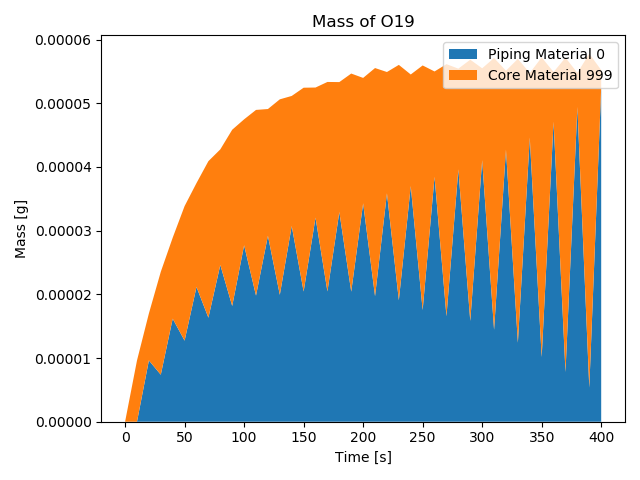 Mass of O19
Piping Material 0
Core Material 999
0.00006
0.00005
0.00004
0.00003
0.00002
0.00001
0.00000
Mass [g]
0 50 100 150 200 250 300 350 400
Time [s]